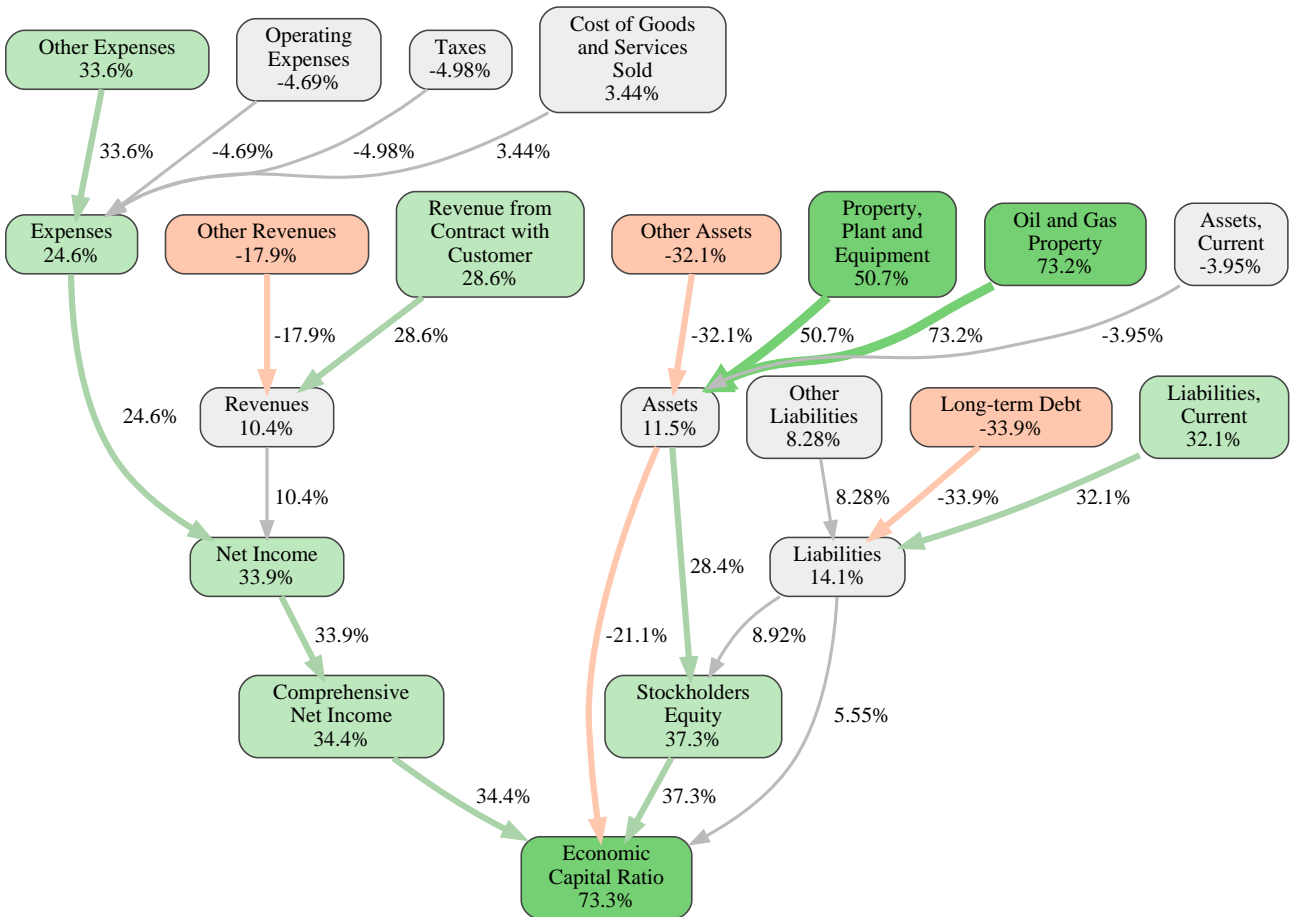 Other Expenses
33.6%
Operating
Expenses
-4.69%
Taxes
-4.98%
Cost of Goods
and Services
Sold
3.44%
33.6%
-4.69%
-4.98%
3.44%
Expenses
24.6%
Other Revenues
-17.9%
Revenue from
Contract with
Customer
28.6%
Other Assets
-32.1%
Property,
Plant and
Equipment
50.7%
Oil and Gas
Property
73.2%
Assets,
Current
-3.95%
-17.9%
28.6%
-32.1%
50.7%
73.2%
-3.95%
24.6%
Revenues
10.4%
Assets
11.5%
Other
Liabilities
8.28%
Long-term Debt
-33.9%
Liabilities,
Current
32.1%
10.4%
8.28%
-33.9%
32.1%
Net Income
33.9%
28.4%
Liabilities
14.1%
33.9%
-21.1%
8.92%
Comprehensive
Net Income
34.4%
Stockholders
Equity
37.3%
5.55%
34.4%
37.3%
Economic
Capital Ratio
73.3%